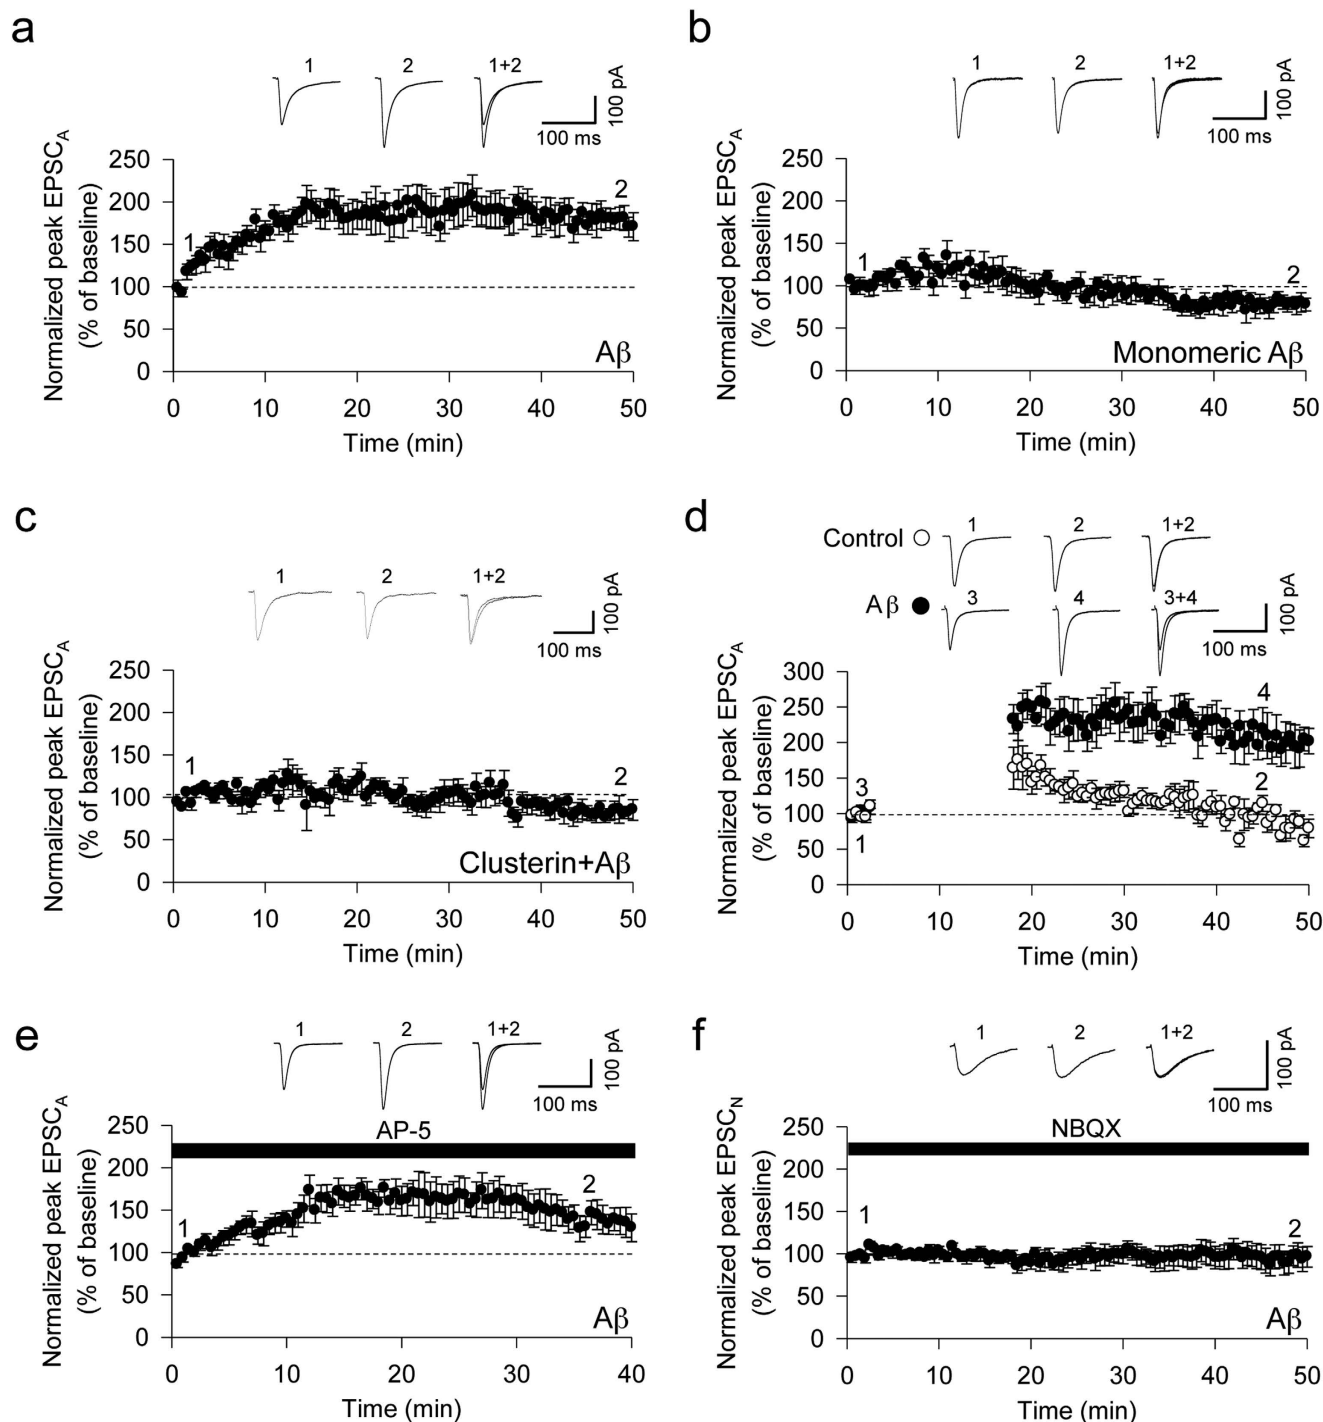 a
1 2 1+2
100 pA
100 ms
Normalized peak EPSCA
(% of baseline)
250
200
150
100
50
0
1
2
Aβ
0 10 20 30 40 50
Time (min)
b
1 2 1+2
100 pA
100 ms
Normalized peak EPSCA
(% of baseline)
250
200
150
100
50
0
1
2
Monomeric Aβ
0 10 20 30 40 50
Time (min)
c
1 2 1+2
100 pA
100 ms
Normalized peak EPSCA
(% of baseline)
250
200
150
100
50
0
1
2
Clusterin+Aβ
0 10 20 30 40 50
Time (min)
d
Control
1 2 1+2
Aβ
3 4 3+4
100 pA
100 ms
Normalized peak EPSCA
(% of baseline)
300
250
200
150
100
50
0
3
1
4
2
0 10 20 30 40 50
Time (min)
e
1 2 1+2
100 pA
100 ms
Normalized peak EPSCA
(% of baseline)
250
200
150
100
50
0
AP-5
1
2
Aβ
0 10 20 30 40
Time (min)
f
1 2 1+2
100 pA
100 ms
Normalized peak EPSCN
(% of baseline)
250
200
150
100
50
0
NBQX
1
2
Aβ
0 10 20 30 40 50
Time (min)